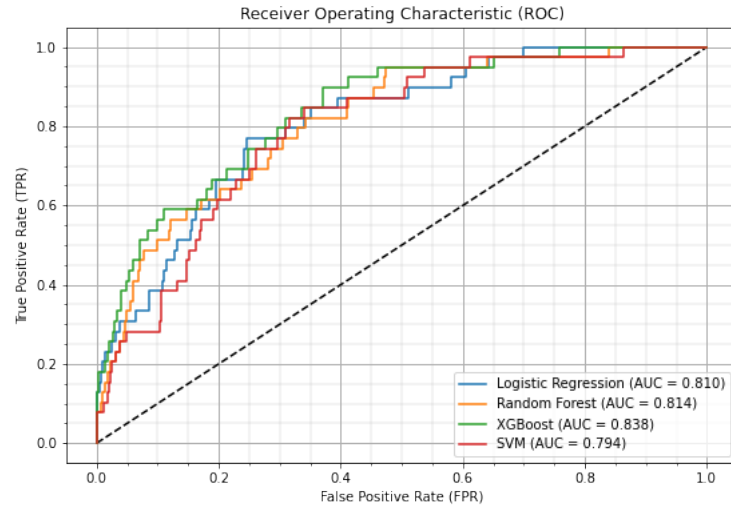 Receiver Operating Characteristic (ROC)
True Positive Rate (TPR)
1.0
0.8
0.6
0.4
0.2
0.0
Logistic Regression (AUC = 0.810)
Random Forest (AUC = 0.814)
XGBoost (AUC = 0.838)
SVM (AUC = 0.794)
0.0 0.2 0.4 0.6 0.8 1.0
False Positive Rate (FPR)